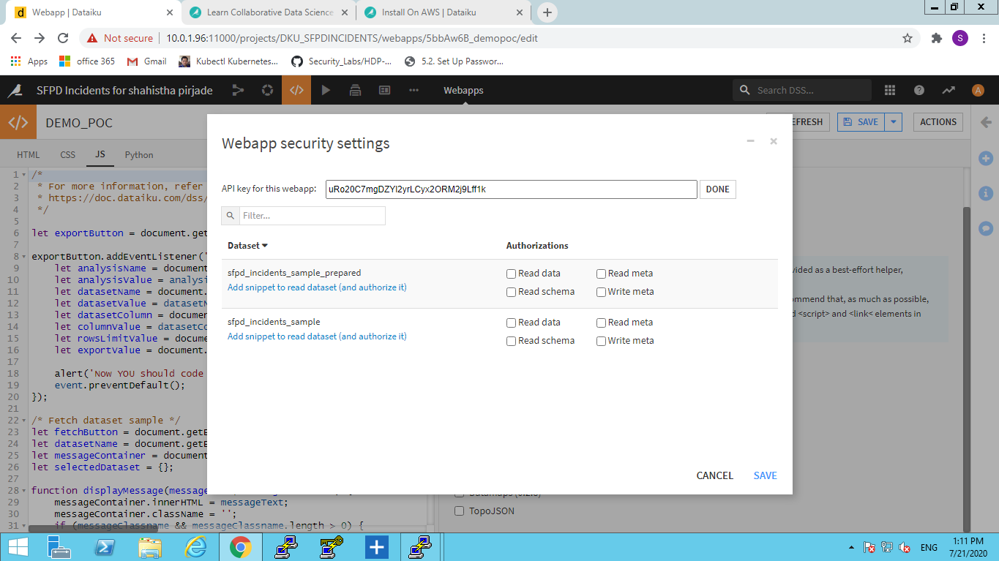 Webapp | Dataiku
Learn Collaborative Data Science
Install On AWS | Dataiku
Not secure
10.0.1.96:11000/projects/DKU_SFPDINCIDENTS/webapps/5bbAw6B_demopoc/edit
S
Apps
office 365
Gmail
Kubectl Kubernetes...
Security_Labs/HDP-...
5.2. Set Up Passwor...
SFPD Incidents for shahistha pirjade
Webapps
Search DSS...
A
DEMO_POC
EFRESH
SAVE
ACTIONS
HTML
CSS
JS
Python
Webapp security settings
API key for this webapp:
uRo20C7mgDZYl2yrLCyx2ORM2j9Lff1k
DONE
Filter...
Dataset
Authorizations
sfpd_incidents_sample_prepared
Add snippet to read dataset (and authorize it)
Read data
Read meta
Read schema
Write meta
sfpd_incidents_sample
Add snippet to read dataset (and authorize it)
Read data
Read meta
Read schema
Write meta
CANCEL
SAVE
1 /*
2 * For more information, refer
3 * https://doc.dataiku.com/dss/
4 */
5
6 let exportButton = document.get
7
8 exportButton.addEventListener('
9 let analysisName = document
10 let analysisValue = analysi
11 let datasetName = document.
12 let datasetValue = datasetN
13 let datasetColumn = documen
14 let columnValue = datasetCo
15 let rowsLimitValue = docume
16 let exportValue = document.
17
18 alert('Now YOU should code
19 event.preventDefault();
20 });
21
22 /* Fetch dataset sample */
23 let fetchButton = document.getE
24 let datasetName = document.getE
25 let messageContainer = document
26 let selectedDataset = {};
27
28 function displayMessage(message
29 messageContainer.innerHTML = messageText;
30 messageContainer.className = '';
31 if (messageClassname && messageClassname.length > 0) {
vided as a best-effort helper,
mmend that, as much as possible,
d <script> and <link< elements in
TopoJSON
ENG
1:11 PM
7/21/2020